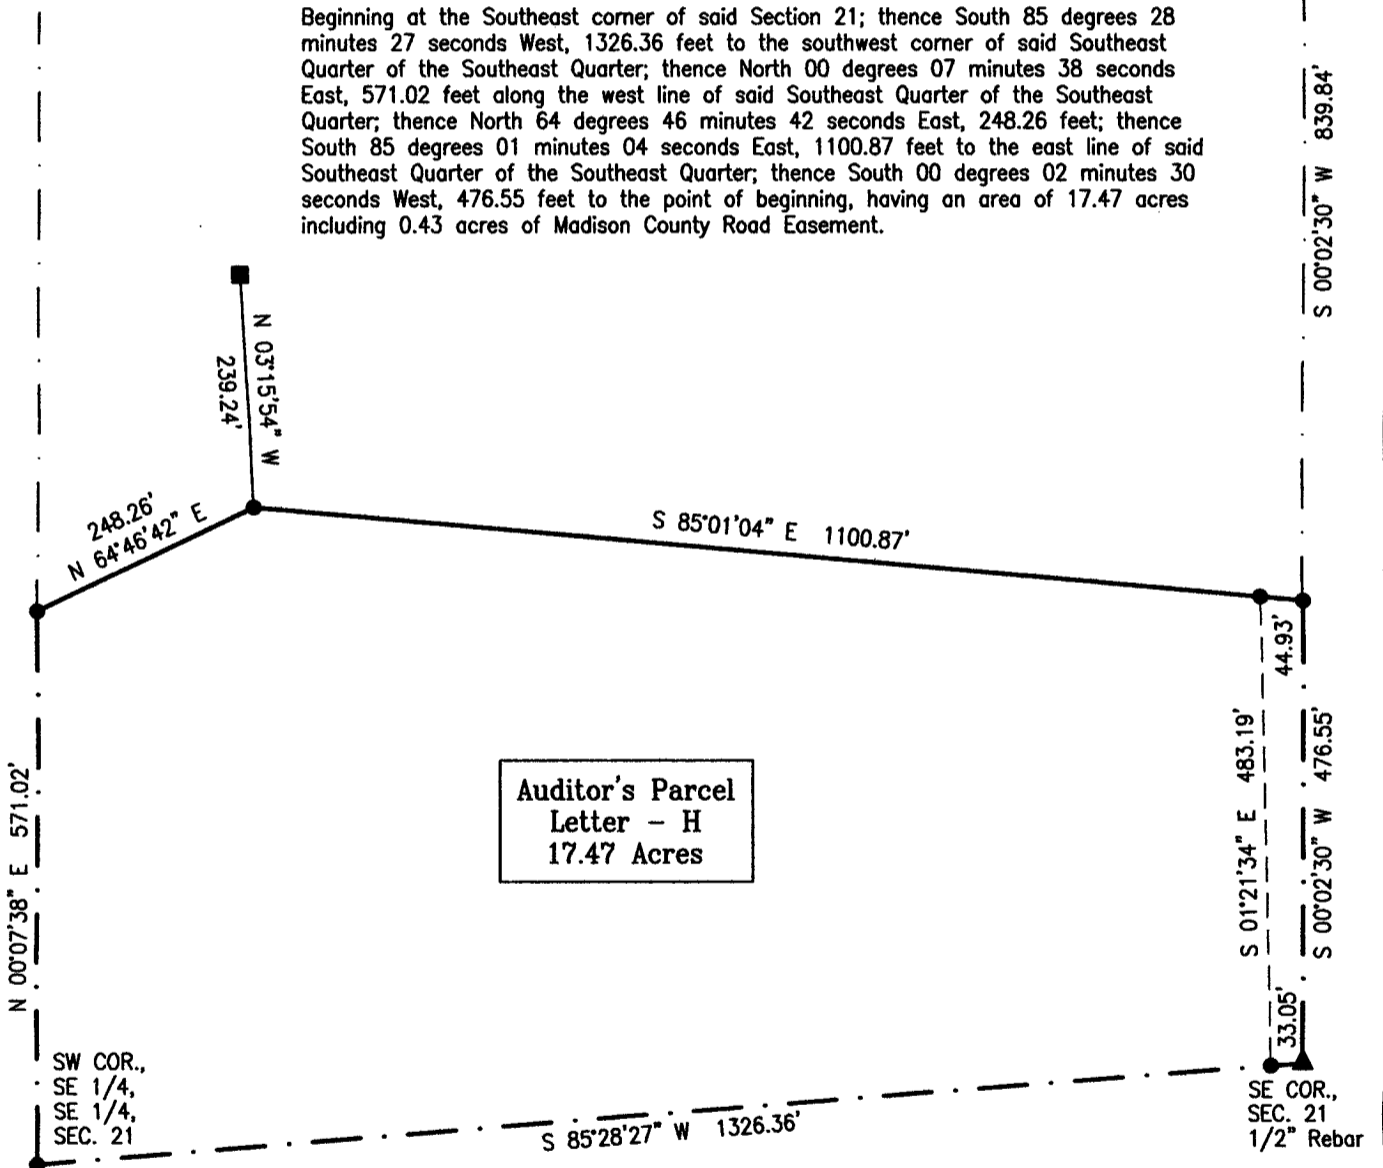 Beginning at the Southeast corner of said Section 21; thence South 85 degrees 28
minutes 27 seconds West, 1326.36 feet to the southwest corner of said Southeast
Quarter of the Southeast Quarter; thence North 00 degrees 07 minutes 38 seconds
East, 571.02 feet along the west line of said Southeast Quarter of the Southeast
Quarter; thence North 64 degrees 46 minutes 42 seconds East, 248.26 feet; thence
South 85 degrees 01 minutes 04 seconds East, 1100.87 feet to the east line of said
Southeast Quarter of the Southeast Quarter; thence South 00 degrees 02 minutes 30
seconds West, 476.55 feet to the point of beginning, having an area of 17.47 acres
including 0.43 acres of Madison County Road Easement.
S 00°02'30" W 839.84'
N 03°15'54" W
239.24'
248.26'
N 64°46'42" E
S 85°01'04" E 1100.87'
44.93'
N 00°07'38" E 571.02'
Auditor's Parcel
Letter - H
17.47 Acres
S 01°21'34" E 483.19'
S 00°02'30" W 476.55'
33.05'
SW COR.,
SE 1/4,
SE 1/4,
SEC. 21
S 85°28'27" W 1326.36'
SE COR.,
SEC. 21
1/2" Rebar